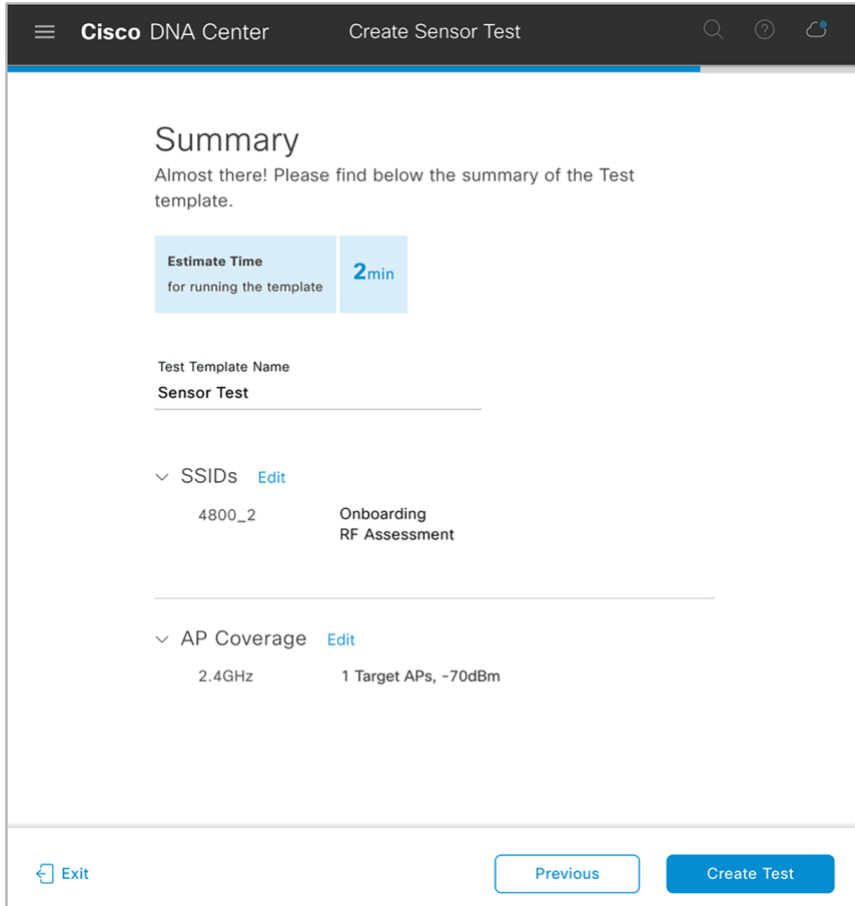 Cisco DNA Center Create Sensor Test
Summary
Almost there! Please find below the summary of the Test
template.
Estimate Time
for running the template
2min
Test Template Name
Sensor Test
SSIDs Edit
4800_2 Onboarding
RF Assessment
AP Coverage Edit
2.4GHz 1 Target APs, -70dBm
Exit Previous Create Test